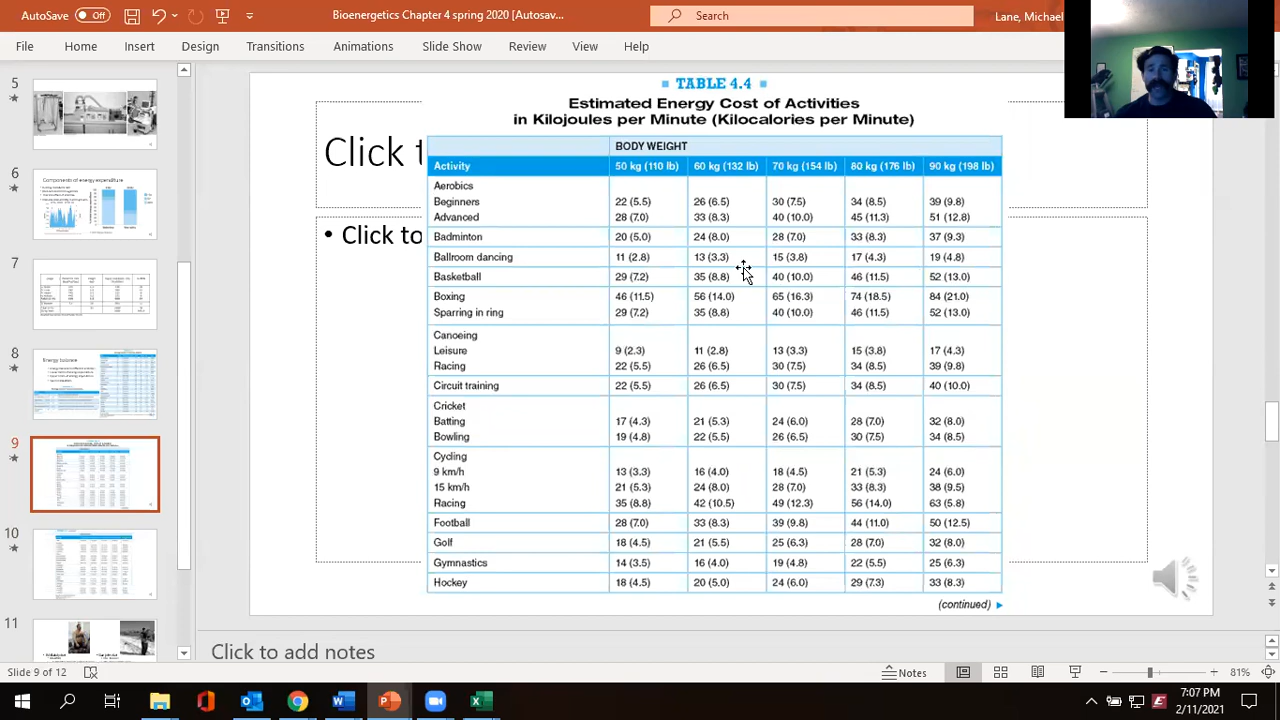 AutoSave Off Bioenergetics Chapter 4 spring 2020 [Autosav... Search Lane, Michael
File Home Insert Design Transitions Animations Slide Show Review View Help
5
6
Components of energy expenditure
7
8
Energy to store
9
10
11
Click t
• Click to
TABLE 4.4
Estimated Energy Cost of Activities
in Kilojoules per Minute (Kilocalories per Minute)
BODY WEIGHT
Activity 50 kg (110 lb) 60 kg (132 lb) 70 kg (154 lb) 80 kg (176 lb) 90 kg (198 lb)
Aerobics
Beginners 22 (5.5) 26 (6.5) 30 (7.5) 34 (8.5) 39 (9.8)
Advanced 28 (7.0) 33 (8.3) 40 (10.0) 45 (11.3) 51 (12.8)
Badminton 20 (5.0) 24 (8.0) 28 (7.0) 33 (8.3) 37 (9.3)
Ballroom dancing 11 (2.8) 13 (3.3) 15 (3.8) 17 (4.3) 19 (4.8)
Basketball 29 (7.2) 35 (8.8) 40 (10.0) 46 (11.5) 52 (13.0)
Boxing 46 (11.5) 56 (14.0) 65 (16.3) 74 (18.5) 84 (21.0)
Sparring in ring 29 (7.2) 35 (8.8) 40 (10.0) 46 (11.5) 52 (13.0)
Canoeing
Leisure 9 (2.3) 11 (2.8) 13 (3.3) 15 (3.8) 17 (4.3)
Racing 22 (5.5) 26 (6.5) 30 (7.5) 34 (8.5) 39 (9.8)
Circuit training 22 (5.5) 26 (6.5) 30 (7.5) 34 (8.5) 40 (10.0)
Cricket
Batting 17 (4.3) 21 (5.3) 24 (6.0) 28 (7.0) 32 (8.0)
Bowling 19 (4.8) 22 (5.5) 26 (6.5) 30 (7.5) 34 (8.5)
Cycling
9 km/h 13 (3.3) 16 (4.0) 18 (4.5) 21 (5.3) 24 (6.0)
15 km/h 21 (5.3) 24 (8.0) 28 (7.0) 33 (8.3) 38 (9.5)
Racing 35 (8.8) 42 (10.5) 49 (12.3) 56 (14.0) 63 (5.8)
Football 28 (7.0) 33 (8.3) 39 (9.8) 44 (11.0) 50 (12.5)
Golf 18 (4.5) 21 (5.5) 25 (6.3) 28 (7.0) 32 (8.0)
Gymnastics 14 (3.5) 16 (4.0) 19 (4.8) 22 (5.5) 25 (6.3)
Hockey 18 (4.5) 20 (5.0) 24 (6.0) 29 (7.3) 33 (8.3)
(continued)
Click to add notes
Slide 9 of 12 Notes 81%
7:07 PM
2/11/2021